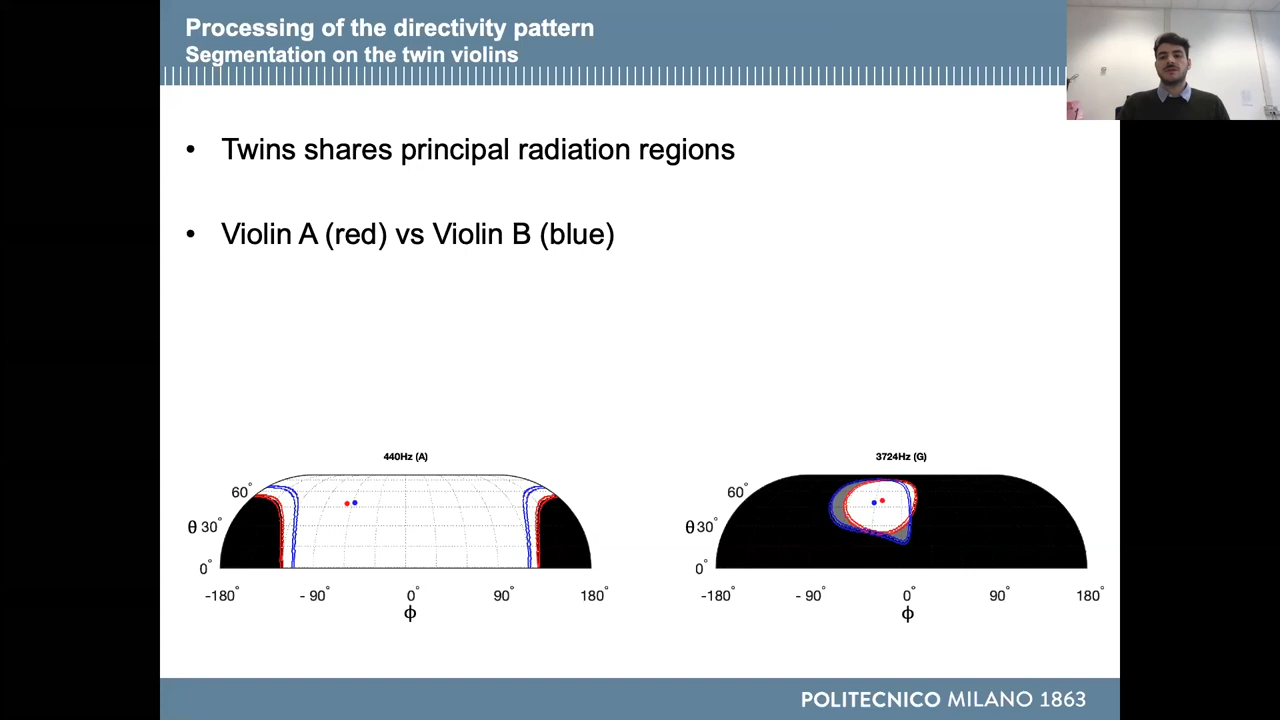 Processing of the directivity pattern
Segmentation on the twin violins
• Twins shares principal radiation regions
• Violin A (red) vs Violin B (blue)
440Hz (A)
60°
θ 30°
0°
-180° - 90° 0° 90° 180°
ϕ
3724Hz (G)
60°
θ 30°
0°
-180° - 90° 0° 90° 180°
ϕ
POLITECNICO MILANO 1863